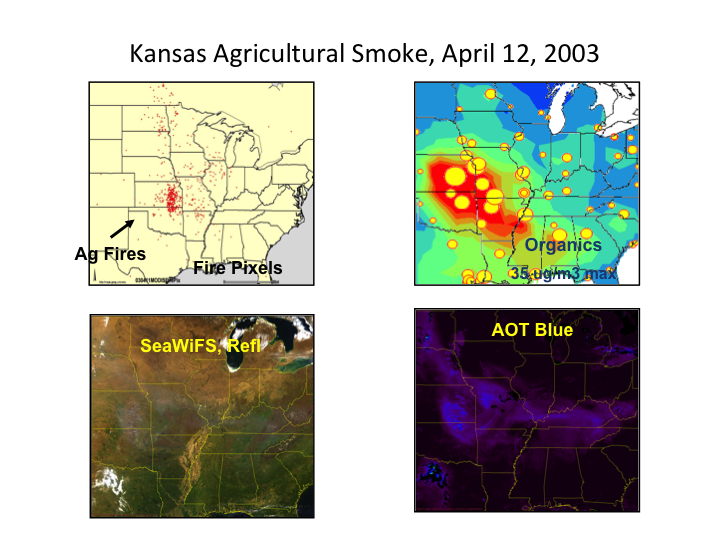 Kansas Agricultural Smoke, April 12, 2003
Ag Fires
Fire Pixels
Organics
35 ug/m3 max
SeaWiFS, Refl
AOT Blue